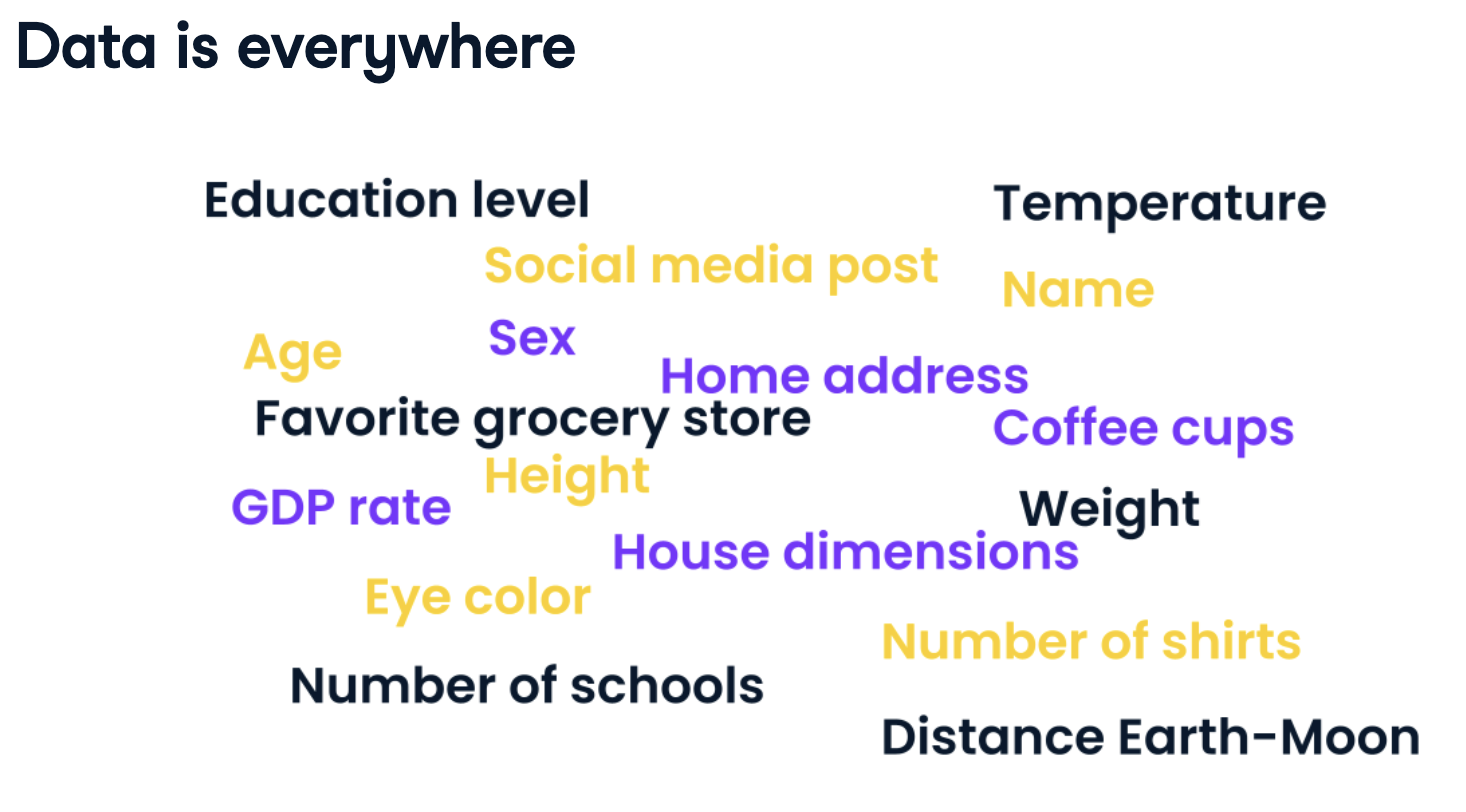 Data is everywhere
Education level
Temperature
Social media post
Name
Sex
Age
Home address
Favorite grocery store
Coffee cups
Height
GDP rate
Weight
House dimensions
Eye color
Number of shirts
Number of schools
Distance Earth-Moon